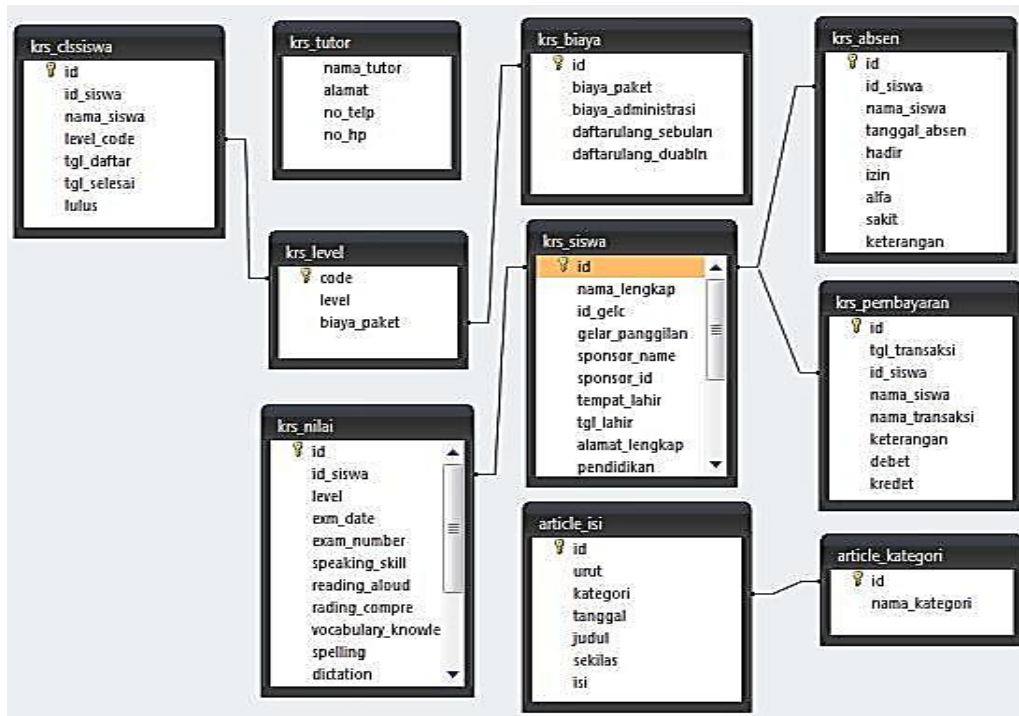 krs_clssiswa
id
id_siswa
nama_siswa
level_code
tgl_daftar
tgl_selesai
lulus
krs_tutor
nama_tutor
alamat
no_telp
no_hp
krs_biaya
id
biaya_paket
biaya_administrasi
daftarulang_sebulan
daftarulang_duabln
krs_absen
id
id_siswa
nama_siswa
tanggal_absen
hadir
izin
alfa
sakit
keterangan
krs_level
code
level
biaya_paket
krs_siswa
id
nama_lengkap
id_gelc
gelar_panggilan
sponsor_name
sponsor_id
tempat_lahir
tgl_lahir
alamat_lengkap
pendidikan
krs_pembayaran
id
tgl_transaksi
id_siswa
nama_siswa
nama_transaksi
keterangan
debet
kredet
krs_nilai
id
id_siswa
level
exm_date
exam_number
speaking_skill
reading_aloud
rading_compre
vocabulary_knowle
spelling
dictation
article_isi
id
urut
kategori
tanggal
judul
sekilas
isi
article_kategori
id
nama_kategori